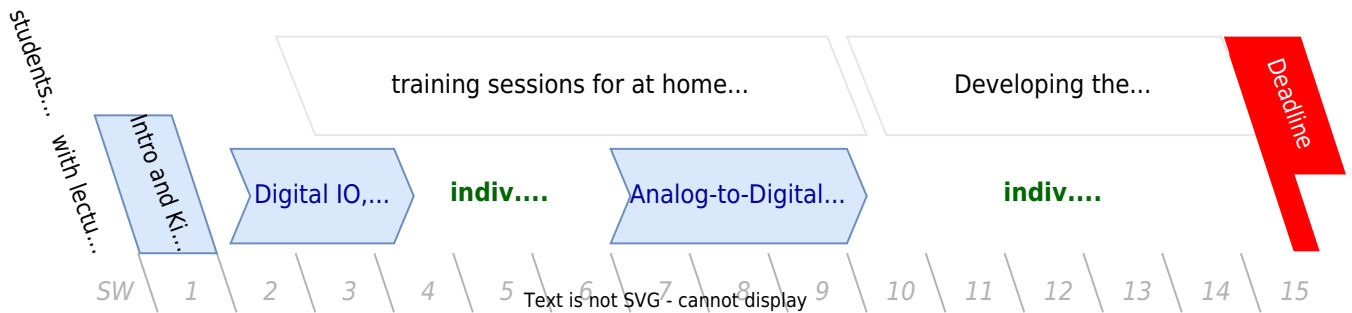 students...
training sessions for at home...
Developing the...
Deadline
with lectu...
Intro and Ki...
Digital IO,...
indiv....
Analog-to-Digital...
indiv....
SW 1 2 3 4 5 6 7 8 9 10 11 12 13 14 15
Text is not SVG - cannot display